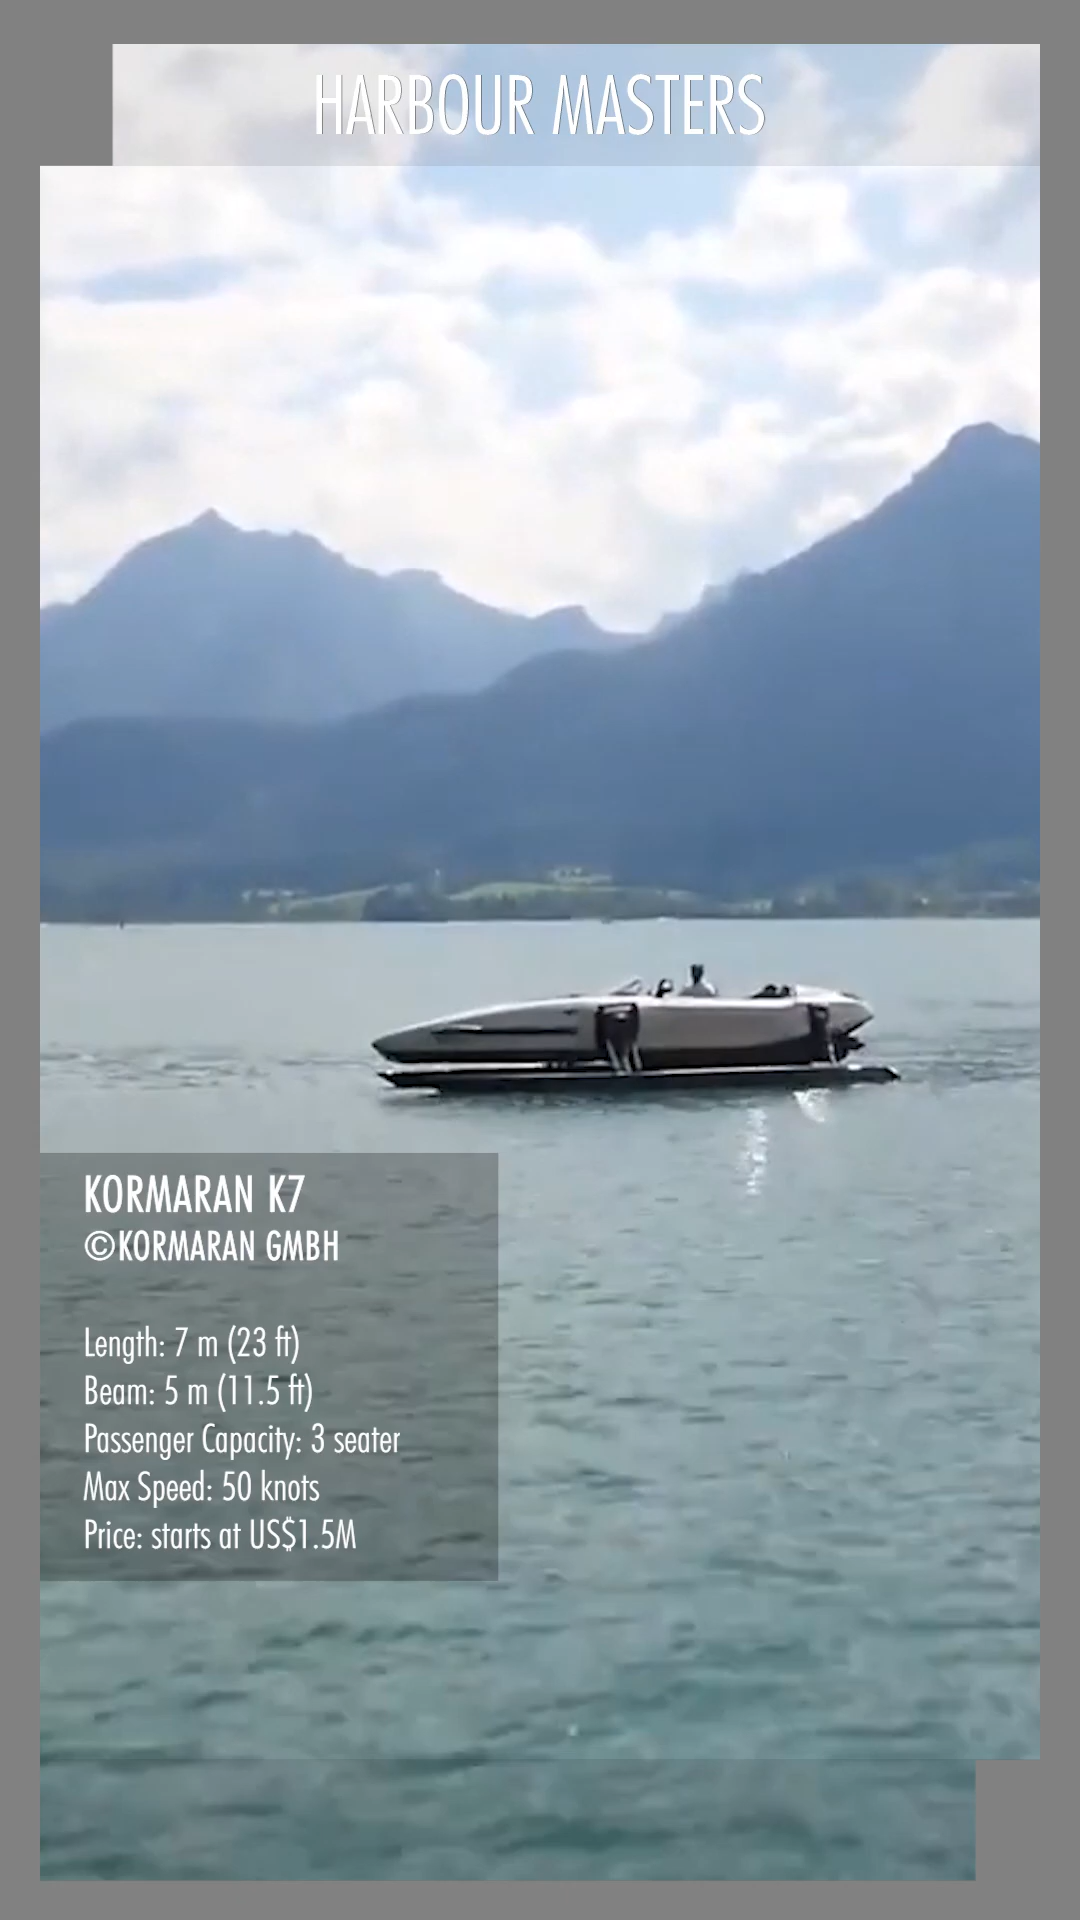 HARBOUR MASTERS
KORMARAN K7
©KORMARAN GMBH
Length: 7 m (23 ft)
Beam: 5 m (11.5 ft)
Passenger Capacity: 3 seater
Max Speed: 50 knots
Price: starts at US$1.5M